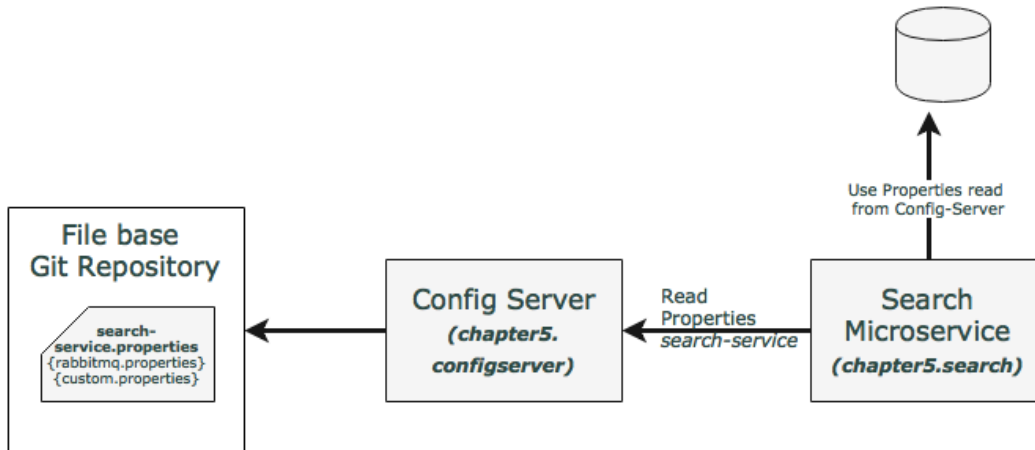 Use Properties read
from Config-Server
File base
Git Repository
search-
service.properties
{rabbitmq.properties}
{custom.properties}
Config Server
(chapter5.
configserver)
Read
Properties
search-service
Search
Microservice
(chapter5.search)